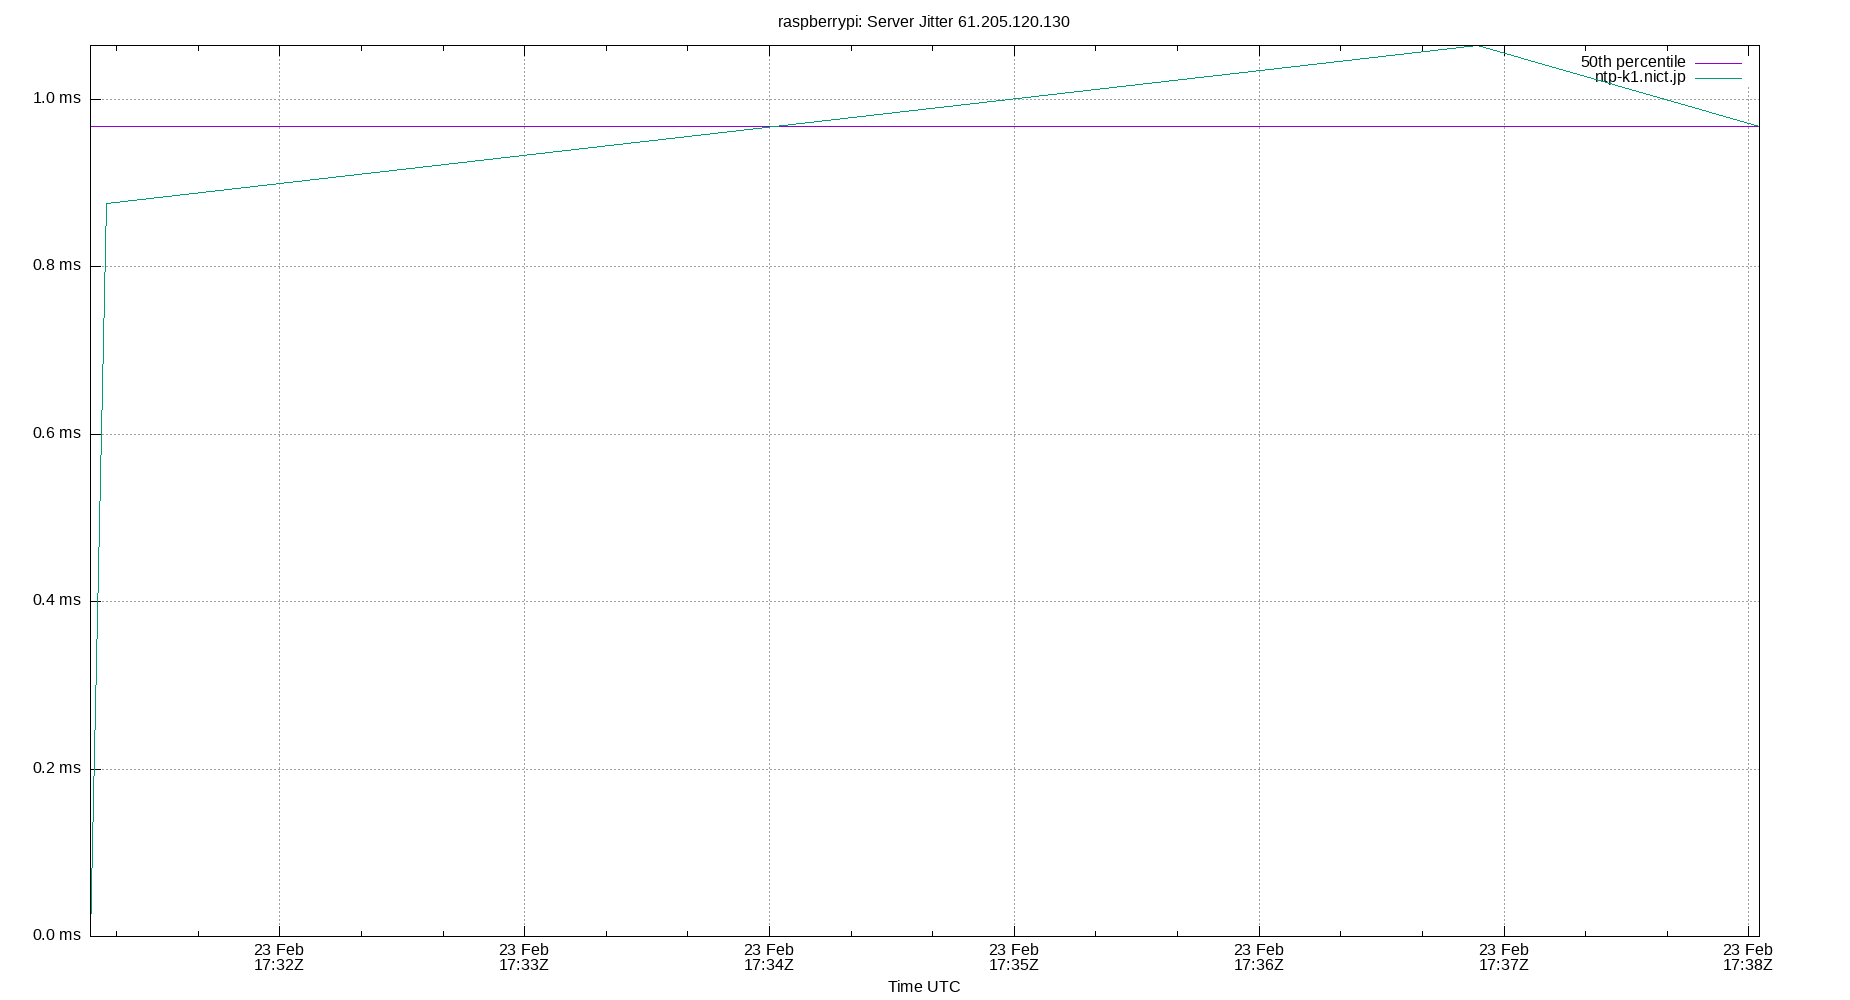 raspberrypi: Server Jitter 61.205.120.130
50th percentile
ntp-k1.nict.jp
1.0 ms
0.8 ms
0.6 ms
0.4 ms
0.2 ms
0.0 ms
23 Feb 23 Feb 23 Feb 23 Feb 23 Feb 23 Feb 23 Feb
17:32Z 17:33Z 17:34Z 17:35Z 17:36Z 17:37Z 17:38Z
Time UTC